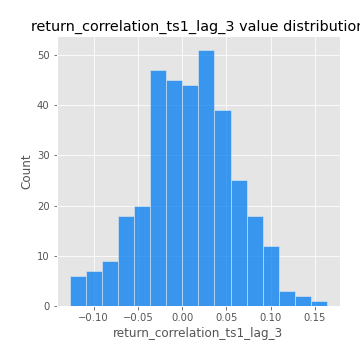 return_correlation_ts1_lag_3 value distribution
50
40
30
20
10
0
Count
−0.10 −0.05 0.00 0.05 0.10 0.15
return_correlation_ts1_lag_3